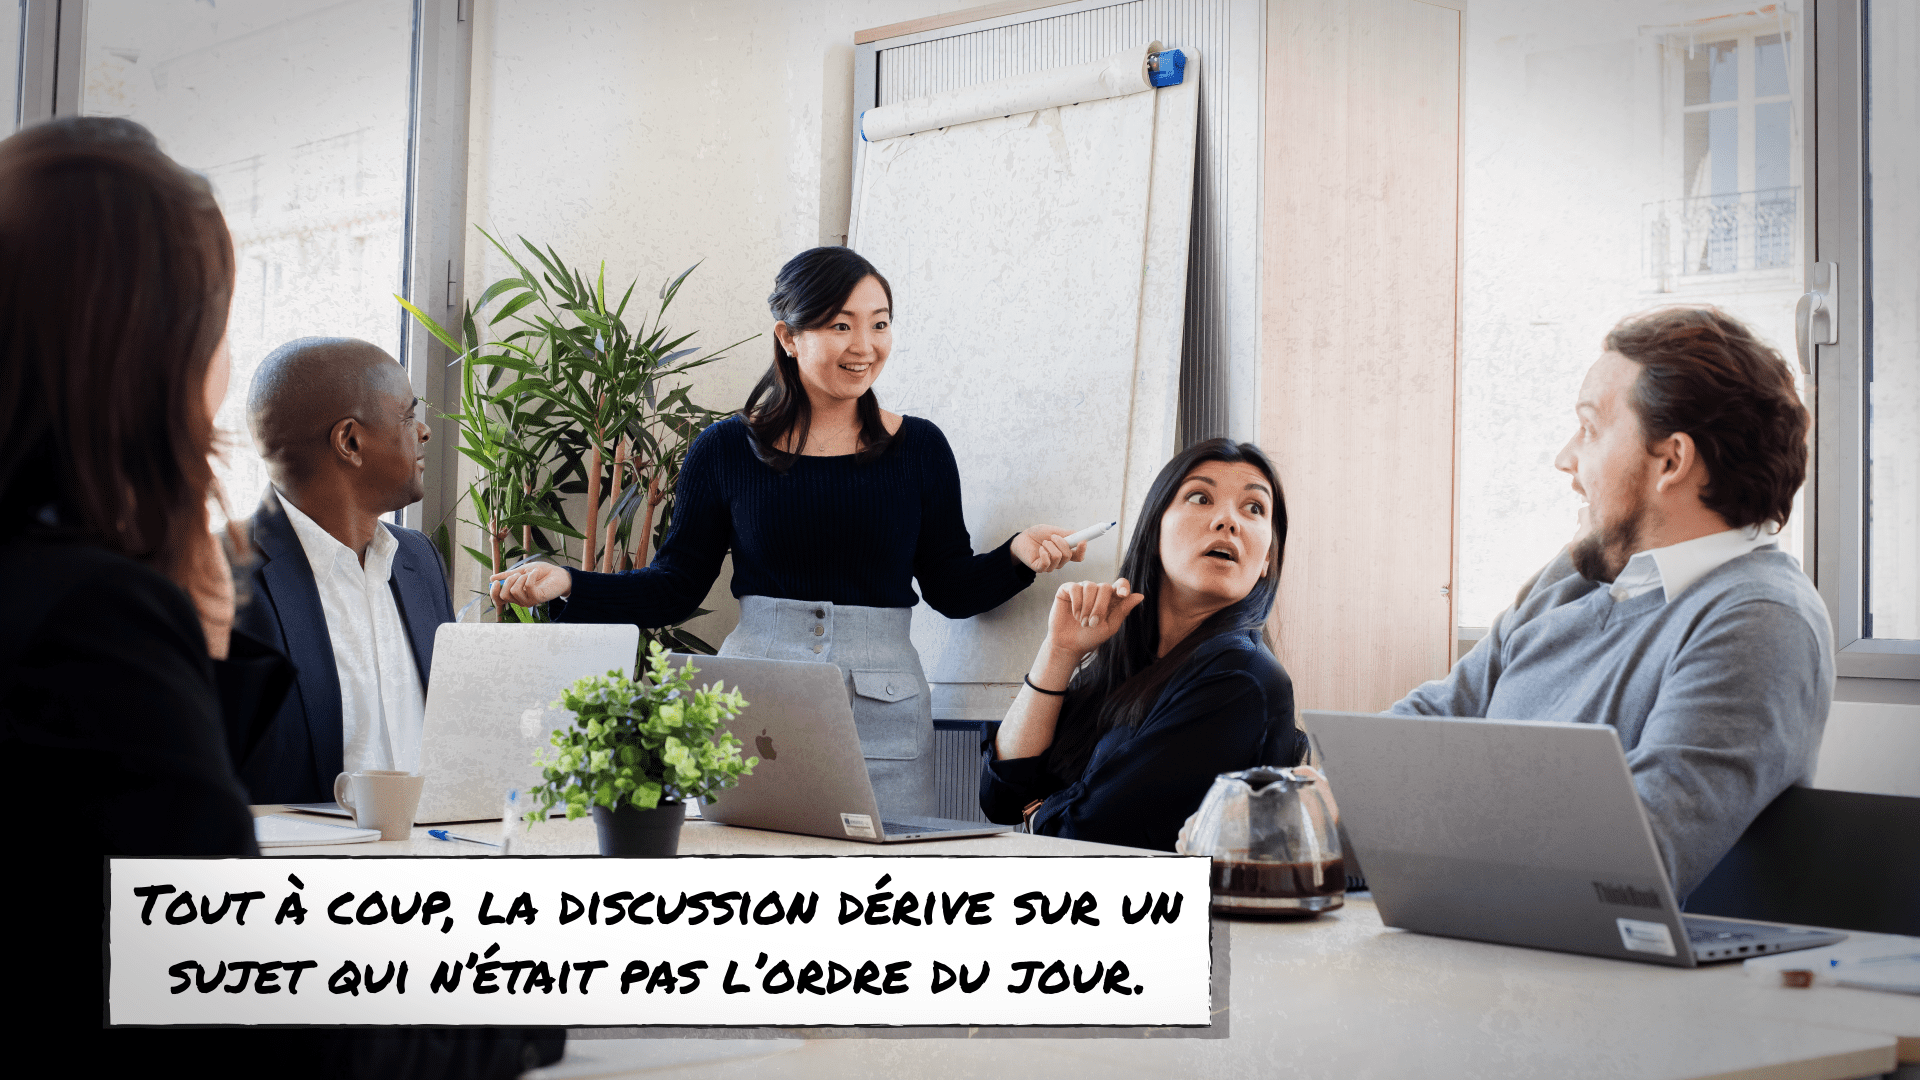 Tout à coup, la discussion dérive sur un
sujet qui n'était pas l'ordre du jour.
ThinkBook